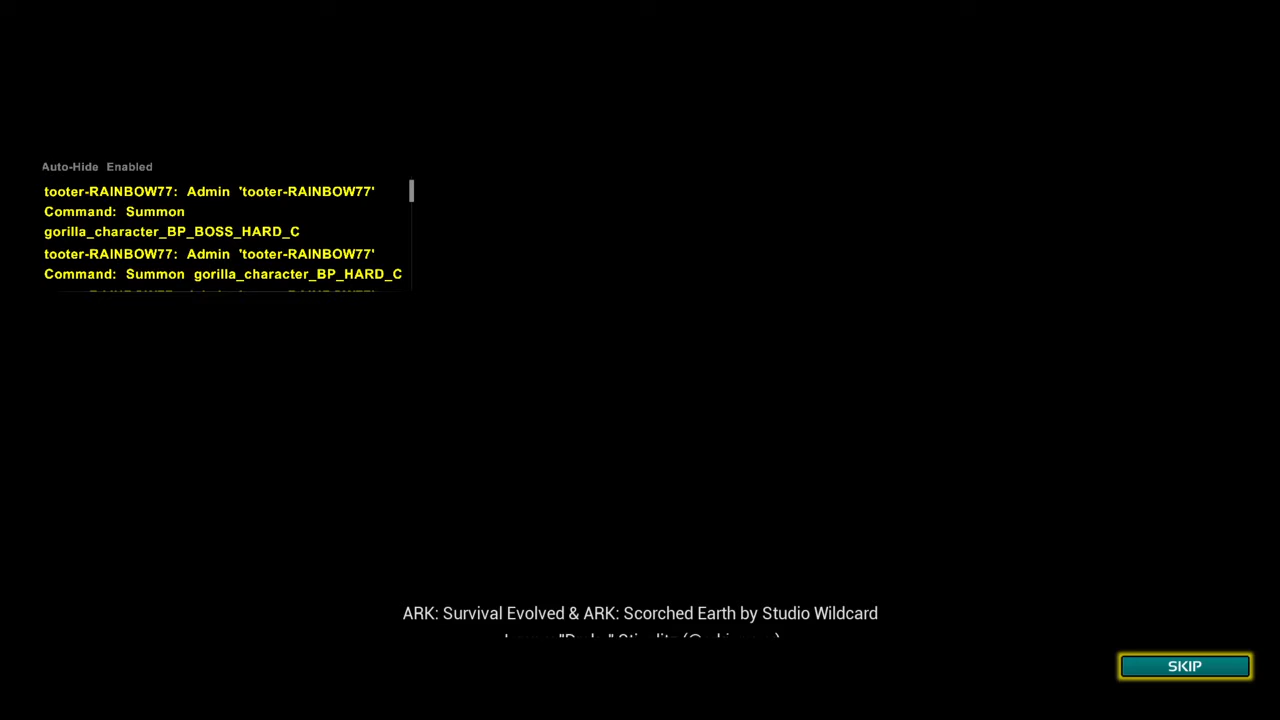 Auto-Hide Enabled
tooter-RAINBOW77: Admin 'tooter-RAINBOW77'
Command: Summon
gorilla_character_BP_BOSS_HARD_C
tooter-RAINBOW77: Admin 'tooter-RAINBOW77'
Command: Summon gorilla_character_BP_HARD_C
ARK: Survival Evolved & ARK: Scorched Earth by Studio Wildcard
SKIP